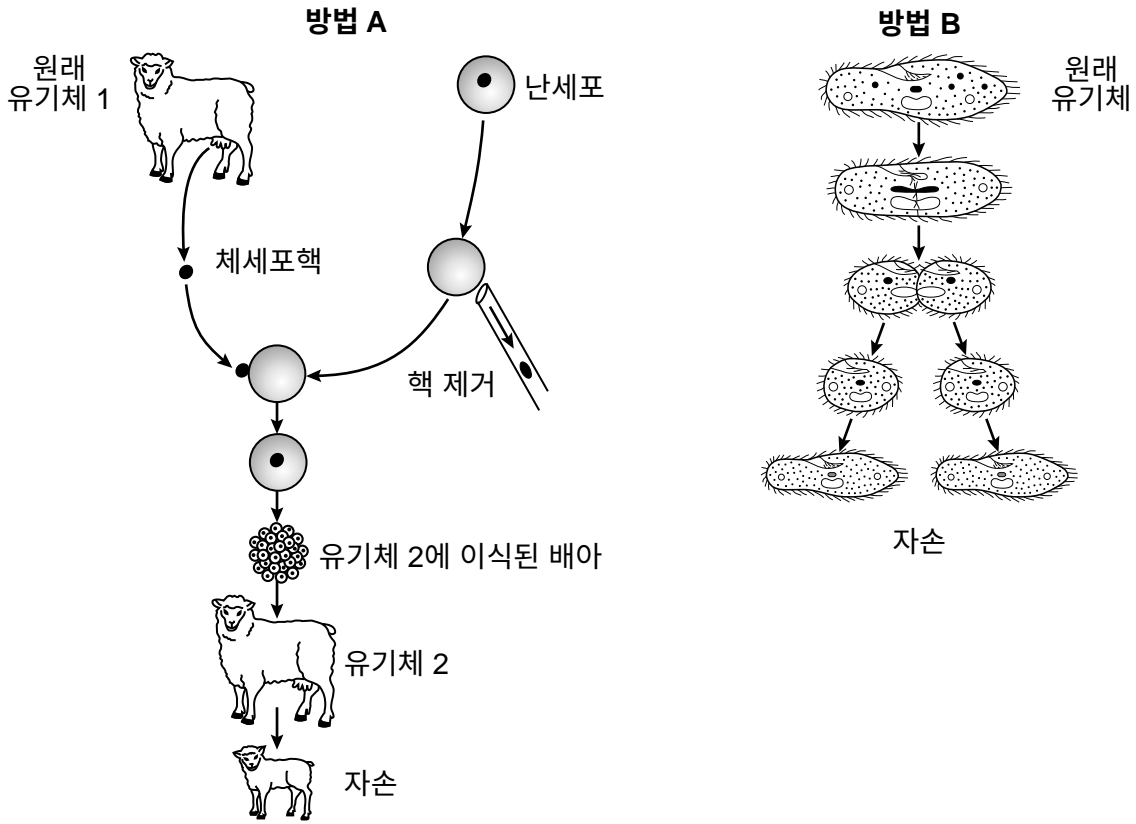 방법 A
원래
유기체 1
난세포
체세포핵
핵 제거
유기체 2에 이식된 배아
유기체 2
자손
방법 B
원래
유기체
자손